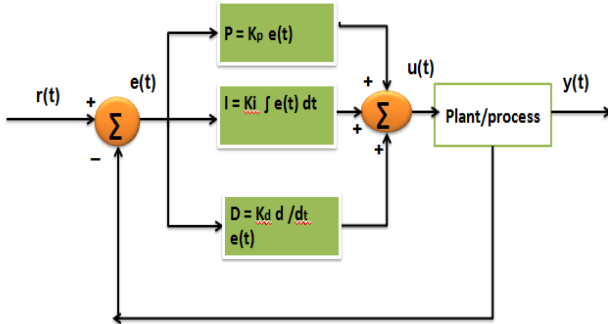 P = Kp e(t)
r(t)
+
e(t)
Σ
−
I = Ki ∫ e(t) dt
D = Kd d /dt
e(t)
+
+
+
Σ
u(t)
Plant/process
y(t)